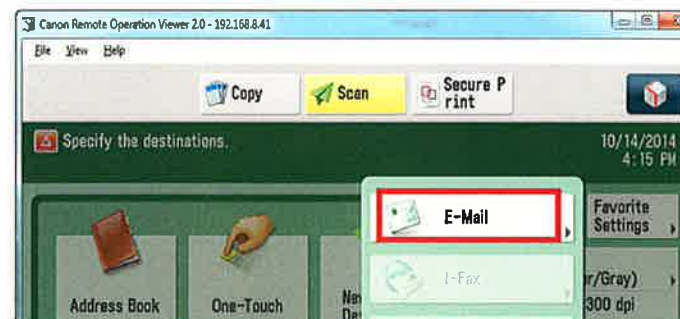 Canon Remote Operation Viewer 2.0 - 192.168.8.41
File View Help
Copy
Scan
Secure P
rint
Specify the destinations.
10/14/2014
4:15 PM
E-Mail
Favorite
Settings
I-Fax
r/Gray)
300 dpi
Address Book
One-Touch
Ne
De